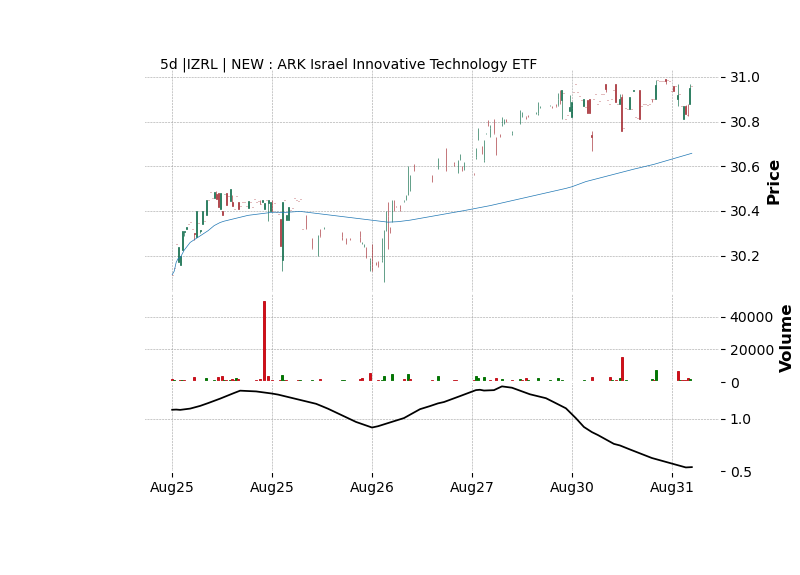 5d |IZRL | NEW : ARK Israel Innovative Technology ETF
31.0
30.8
30.6
30.4
30.2
Price
40000
20000
0
Volume
1.0
0.5
Aug25 Aug25 Aug26 Aug27 Aug30 Aug31